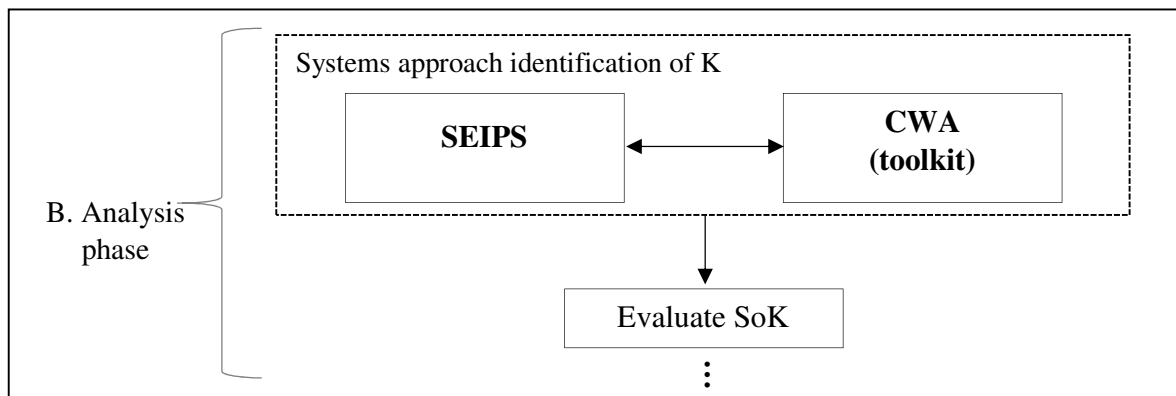 Systems approach identification of K
SEIPS
CWA
(toolkit)
B. Analysis
phase
Evaluate SoK